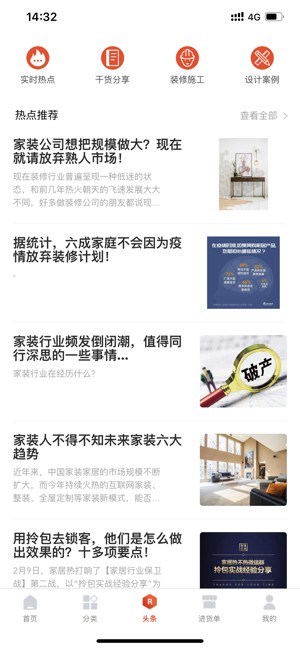 14:32
4G
实时热点
干货分享
装修施工
设计案例
热点推荐
查看全部
家装公司想把规模做大？现在
就请放弃熟人市场！
现在装修行业普遍呈现一种低迷的状
态，和前几年热火朝天的飞速发展大大
不同，好多做装修公司的朋友都说现...
据统计，六成家庭不会因为疫
情放弃装修计划！
.
家装行业频发倒闭潮，值得同
行深思的一些事情...
家装行业在经历什么？
破产
家装人不得不知未来家装六大
趋势
近年来，中国家装家居的市场规模不断
扩大。而今年持续火热的互联网家装、
整装、全屋定制等家装新模式，能否...
用拎包去锁客，他们是怎么做
出效果的？十多项要点！
2月9日，家居热打响了【家居行业保卫
战】第二战，以“拎包实战经验分享”为
家居热不热微课商
拎包实战经验分享
首页
分类
R
头条
进货单
我的